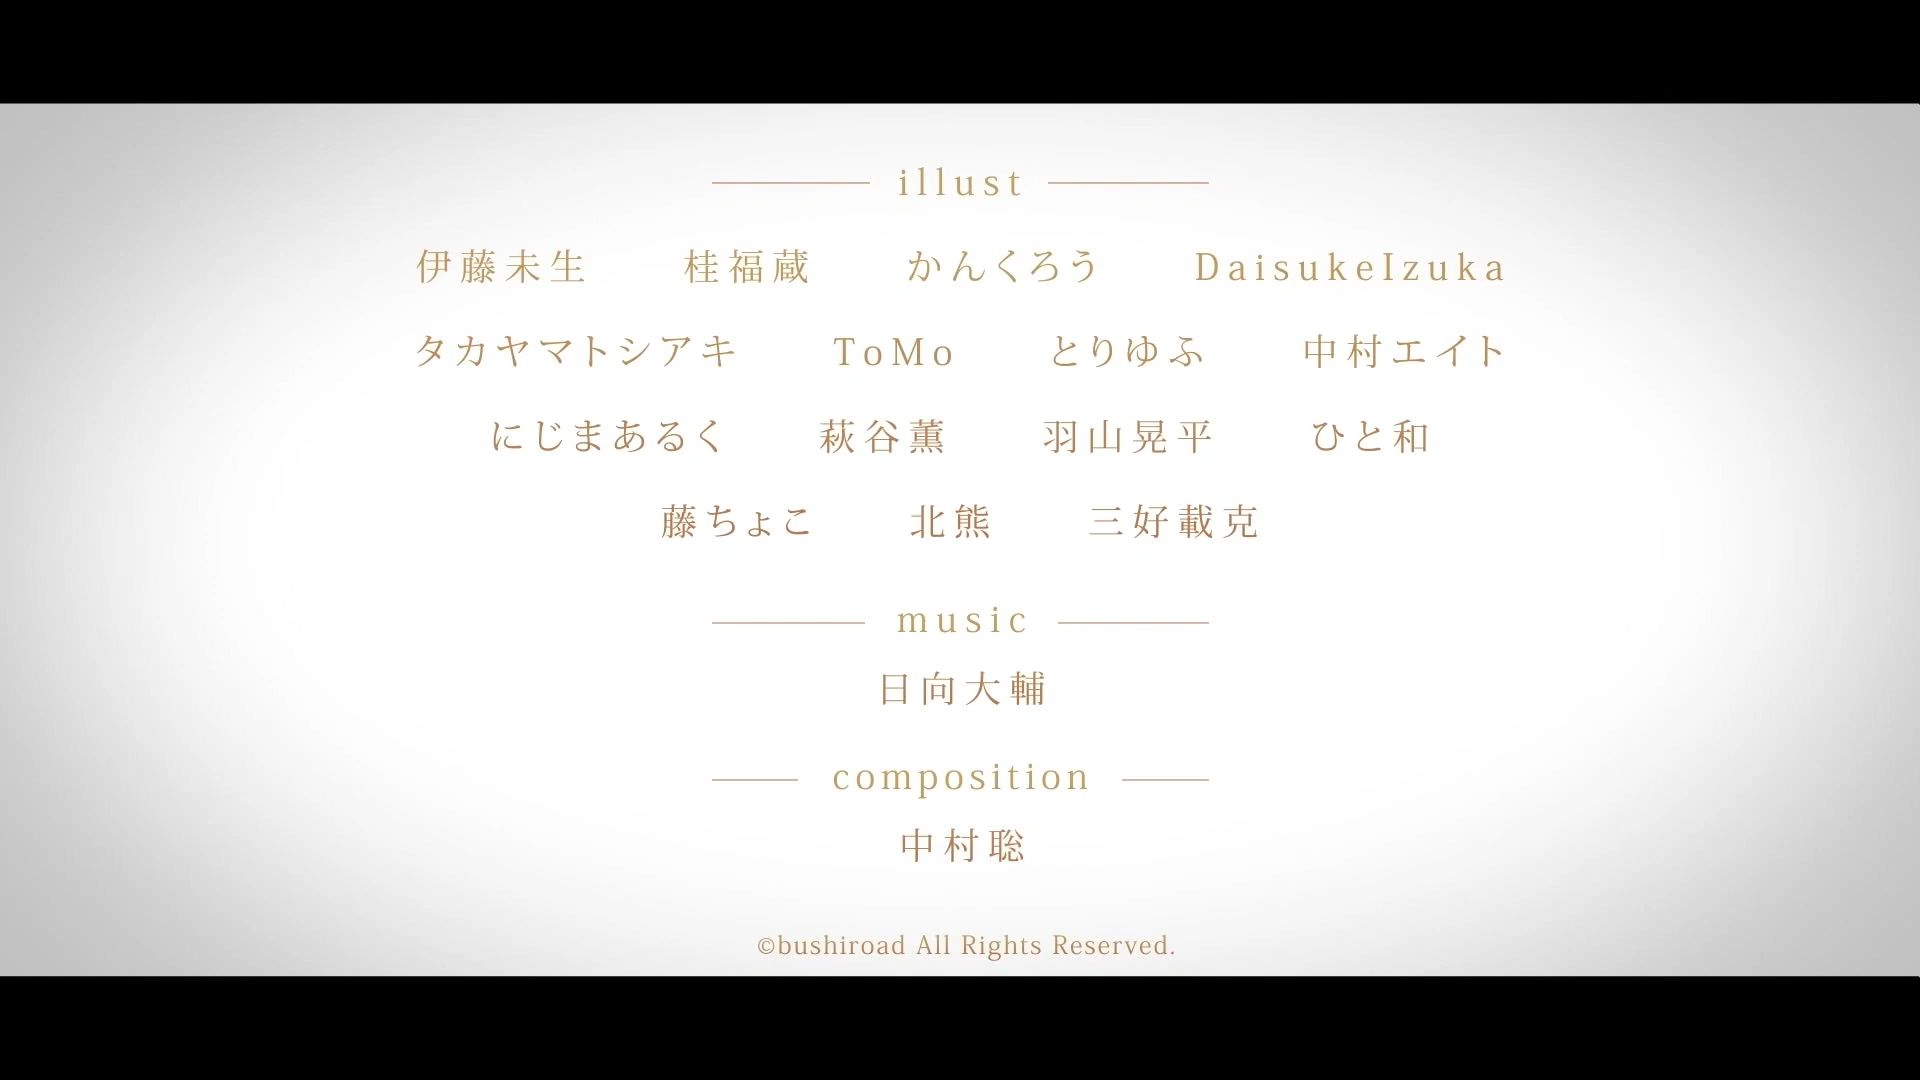 illust
伊藤未生 桂福蔵 かんくろう DaisukeIzuka
タカヤマトシアキ ToMo とりゆふ 中村エイト
にじまあるく 萩谷薫 羽山晃平 ひと和
藤ちょこ 北熊 三好載克
music
日向大輔
composition
中村聡
©bushiroad All Rights Reserved.